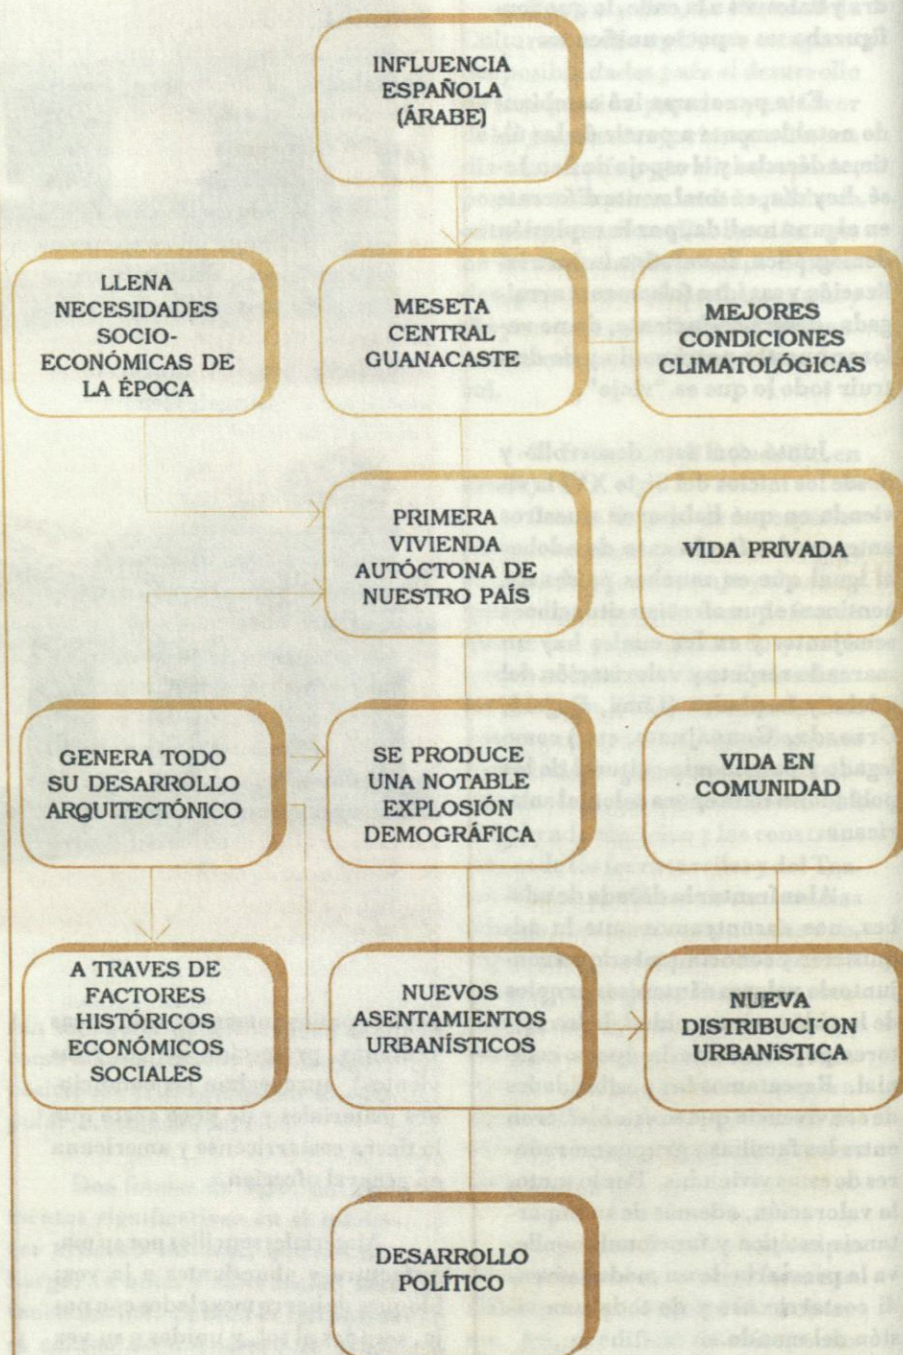 INFLUENCIA
ESPAÑOLA
(ÁRABE)
LLENA
NECESIDADES
SOCIO-
ECONÓMICAS DE
LA ÉPOCA
MESETA
CENTRAL
GUANACASTE
MEJORES
CONDICIONES
CLIMATOLÓGICAS
PRIMERA
VIVIENDA
AUTÓCTONA DE
NUESTRO PAÍS
VIDA PRIVADA
GENERA TODO
SU DESARROLLO
ARQUITECTÓNICO
SE PRODUCE
UNA NOTABLE
EXPLOSIÓN
DEMOGRÁFICA
VIDA EN
COMUNIDAD
A TRAVES DE
FACTORES
HISTÓRICOS
ECONÓMICOS
SOCIALES
NUEVOS
ASENTAMIENTOS
URBANÍSTICOS
NUEVA
DISTRIBUCI'ON
URBANíSTICA
DESARROLLO
POLÍTICO